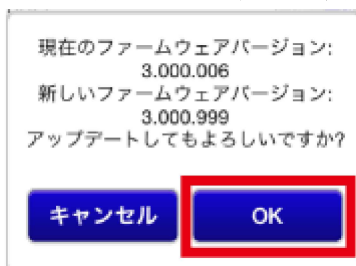 現在のファームウェアバージョン:
3.000.006
新しいファームウェアバージョン:
3.000.999
アップデートしてもよろしいですか?
キャンセル OK